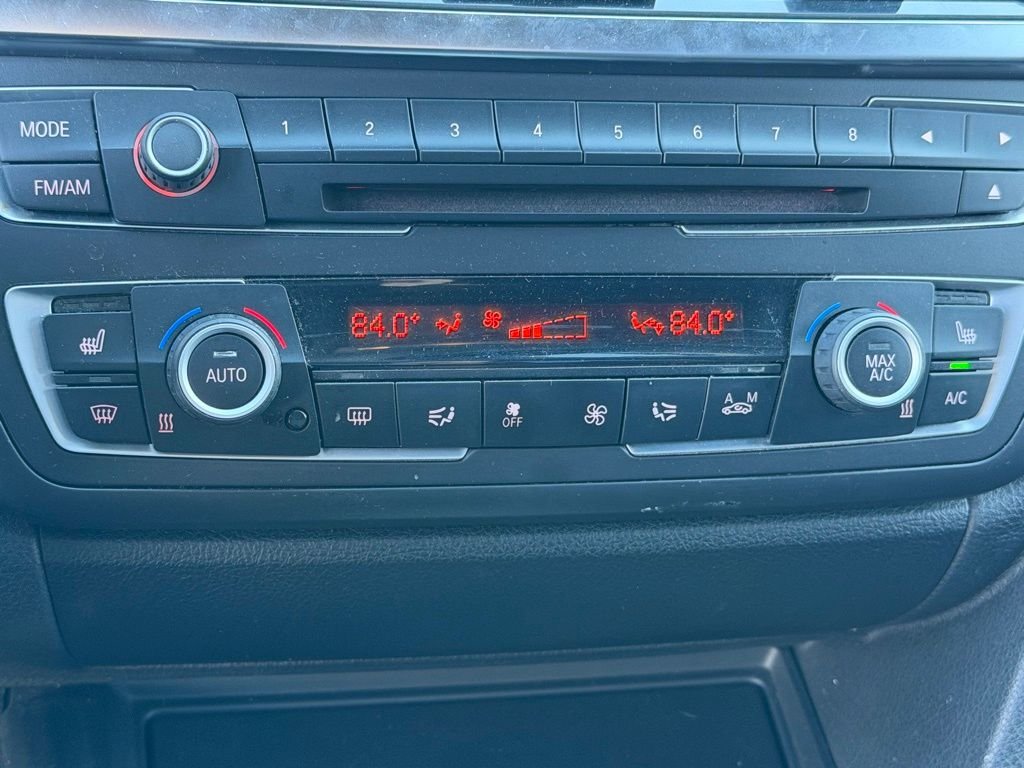 MODE 1 2 3 4 5 6 7 8
FM/AM
84.0° 84.0°
AUTO MAX
A/C
OFF A M A/C